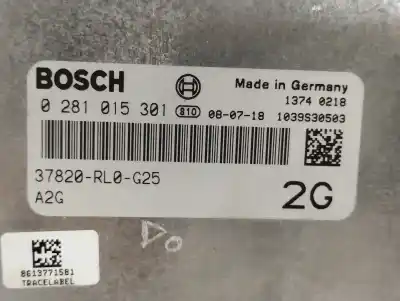 BOSCH
Made in Germany
1374 0218
0 281 015 301 810 08-07-18 1039S30503
37820-RL0-G25
A2G
2G
8613771581
TRACELABEL